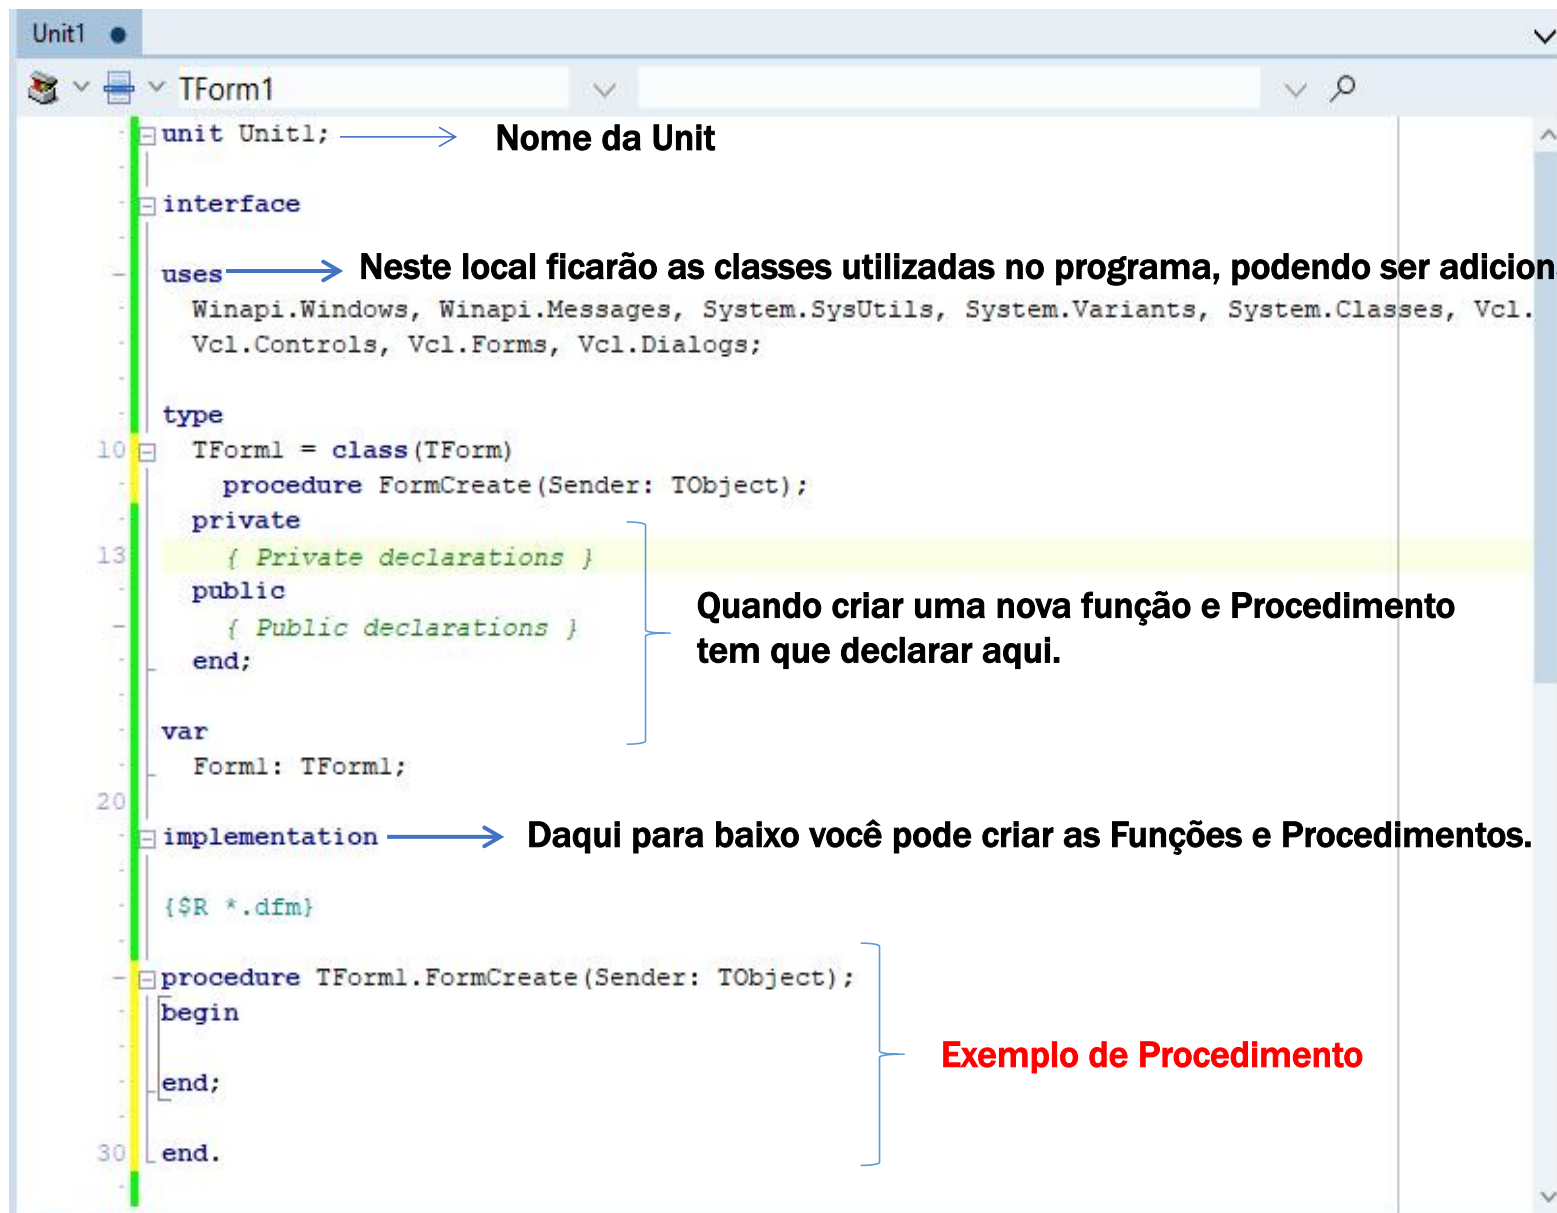 Unit1
TForm1
unit Unit1; Nome da Unit
interface
uses Neste local ficarão as classes utilizadas no programa, podendo ser adicion
Winapi.Windows, Winapi.Messages, System.SysUtils, System.Variants, System.Classes, Vcl.
Vcl.Controls, Vcl.Forms, Vcl.Dialogs;
type
10 TForm1 = class(TForm)
procedure FormCreate(Sender: TObject);
private
13 { Private declarations }
public
{ Public declarations }
end;
Quando criar uma nova função e Procedimento
tem que declarar aqui.
var
Form1: TForm1;
20
implementation Daqui para baixo você pode criar as Funções e Procedimentos.
{$R *.dfm}
procedure TForm1.FormCreate(Sender: TObject);
begin
Exemplo de Procedimento
end;
30 end.